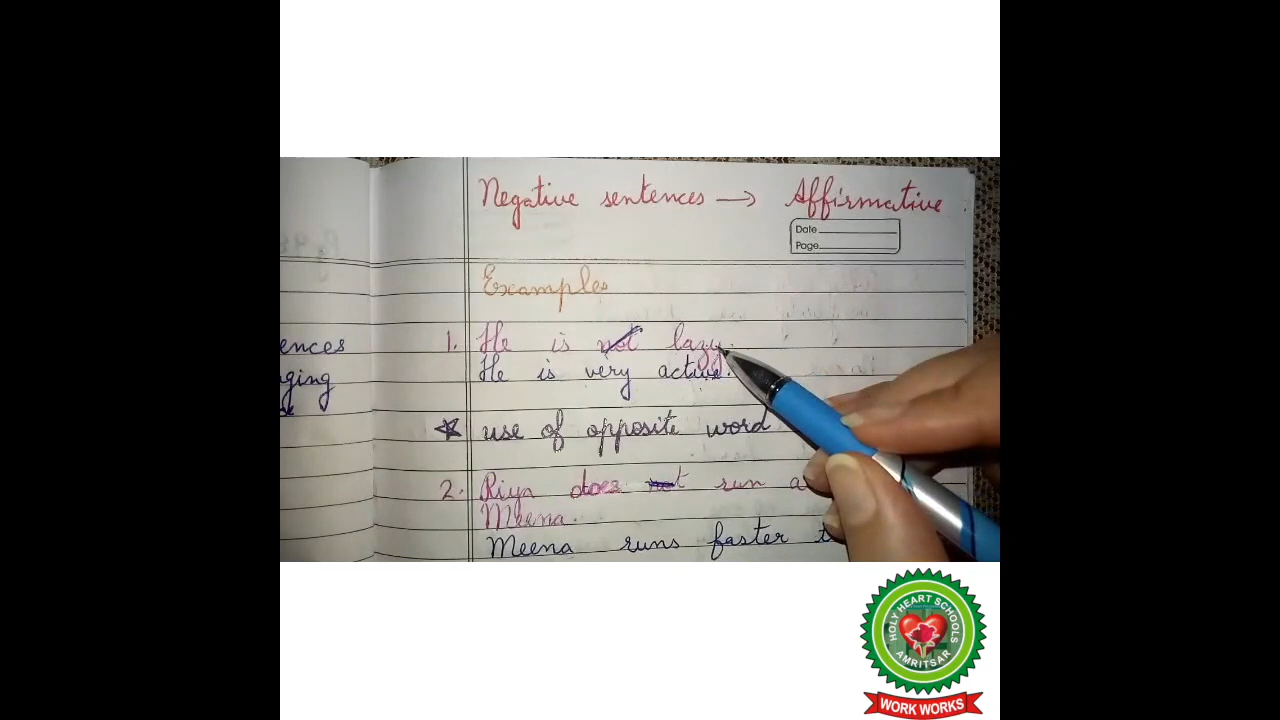 Negative sentences → Affirmative
Date
Page
Examples
ences
ging
1. He is not lazy.
He is very active.
☆ use of opposite word
2. Riya does not run a
Meena.
Meena runs faster t
HOLY HEART SCHOOLS
AMRITSAR
WORK WORKS